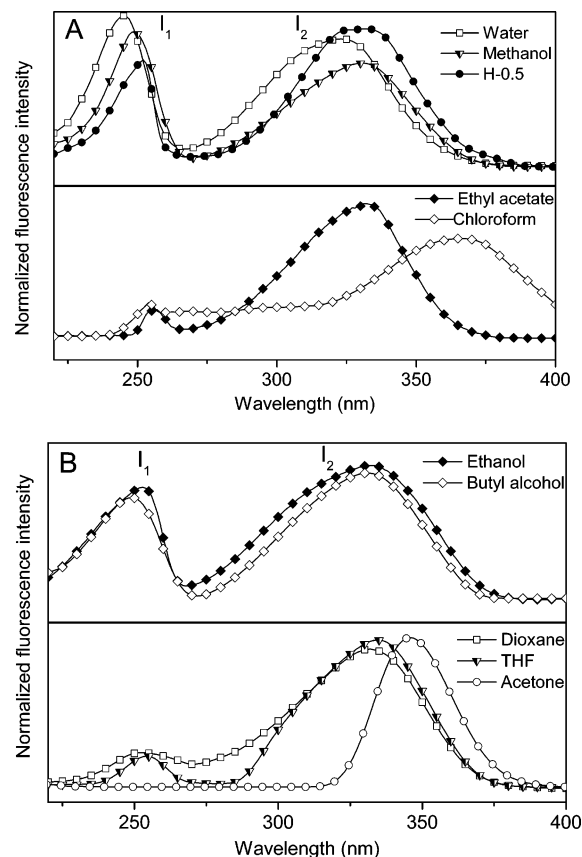 A
I1
I2
Water
Methanol
H-0.5
Normalized fluorescence intensity
Ethyl acetate
Chloroform
250 300 350 400
Wavelength (nm)
B
I1
I2
Ethanol
Butyl alcohol
Normalized fluorescence intensity
Dioxane
THF
Acetone
250 300 350 400
Wavelength (nm)